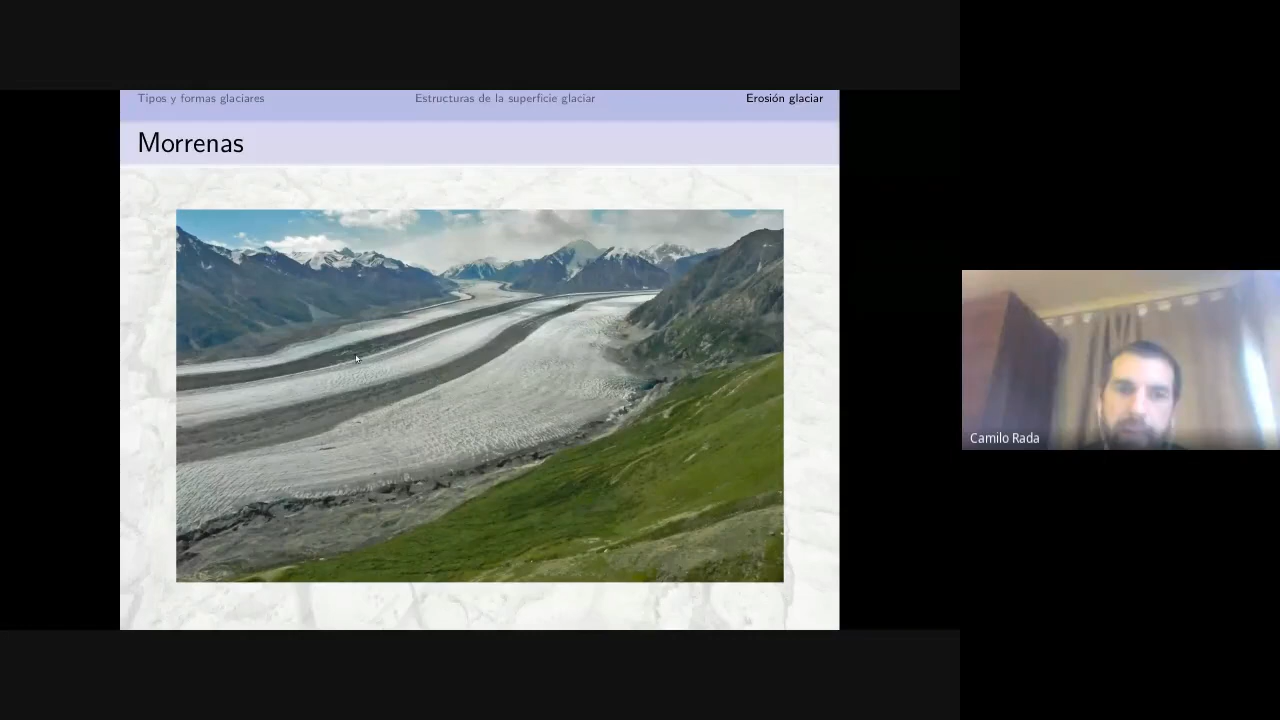 Tipos y formas glaciares
Estructuras de la superficie glaciar
Erosión glaciar
Morrenas
Camilo Rada